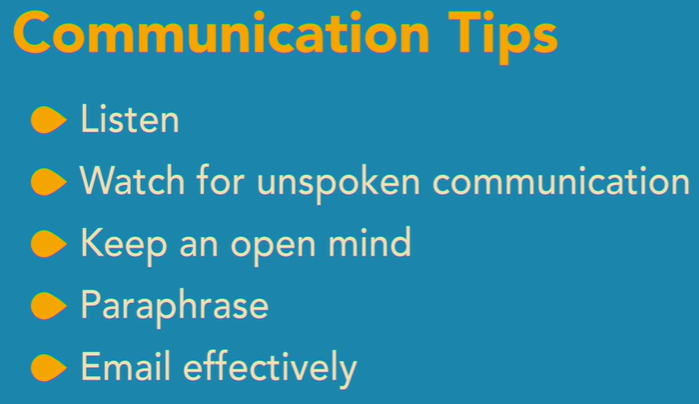 Communication Tips
Listen
Watch for unspoken communication
Keep an open mind
Paraphrase
Email effectively